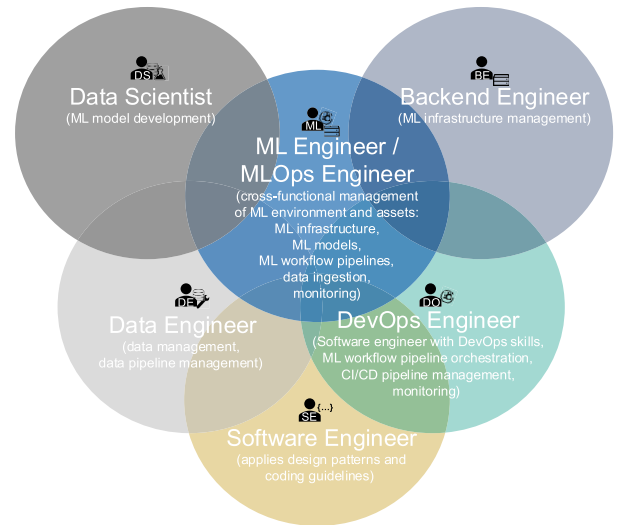 DS
Data Scientist
(ML model development)
BE
Backend Engineer
(ML infrastructure management)
ML
ML Engineer /
MLOps Engineer
(cross-functional management
of ML environment and assets:
ML infrastructure,
ML models,
ML workflow pipelines,
data ingestion,
monitoring)
DE
Data Engineer
(data management,
data pipeline management)
DO
DevOps Engineer
(Software engineer with DevOps skills,
ML workflow pipeline orchestration,
CI/CD pipeline management,
monitoring)
{...}
SE
Software Engineer
(applies design patterns and
coding guidelines)